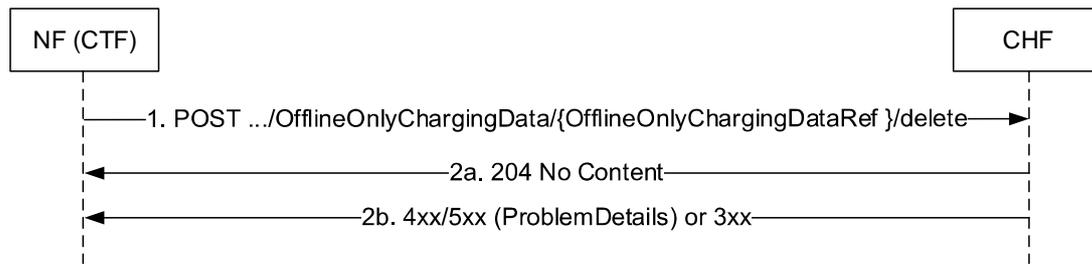 NF (CTF)
CHF
1. POST .../OfflineOnlyChargingData/{OfflineOnlyChargingDataRef }/delete
2a. 204 No Content
2b. 4xx/5xx (ProblemDetails) or 3xx